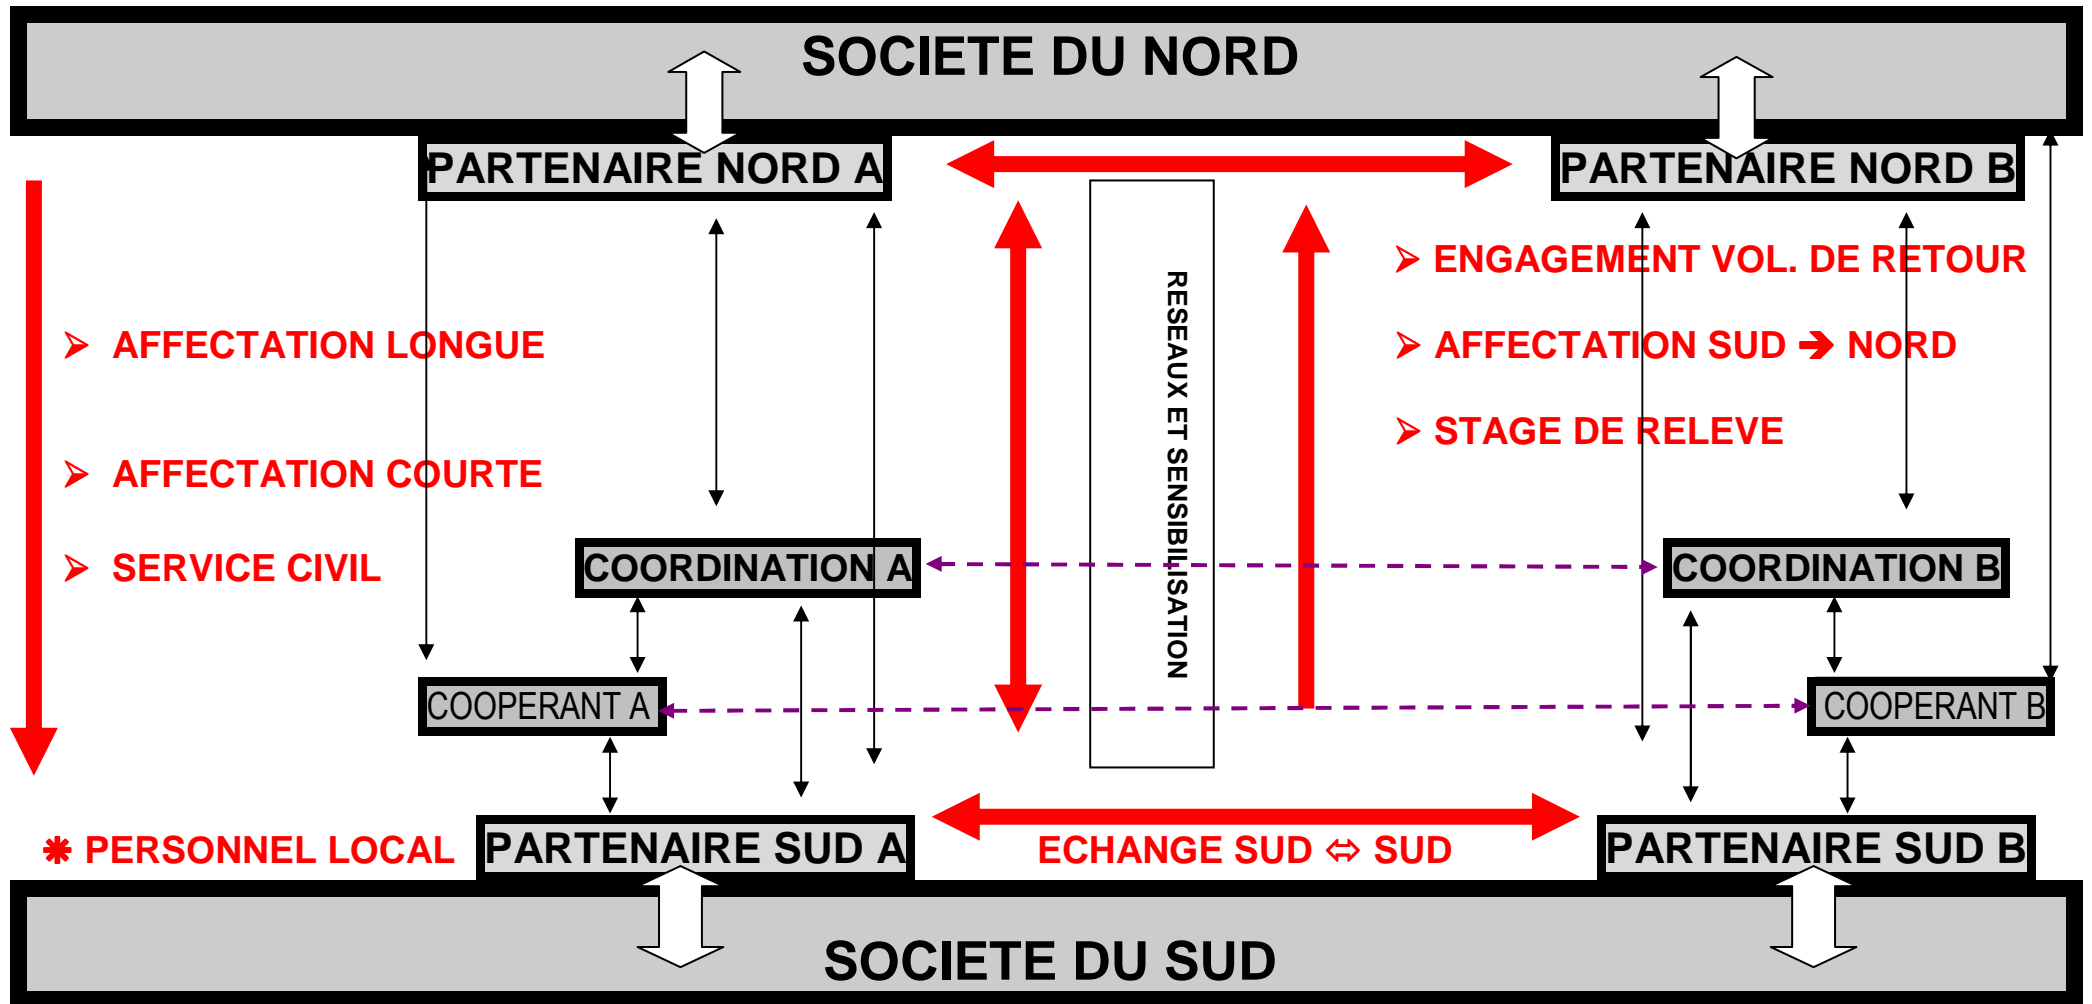 SOCIETE DU NORD
PARTENAIRE NORD A
PARTENAIRE NORD B
➢ ENGAGEMENT VOL. DE RETOUR
➢ AFFECTATION LONGUE
➢ AFFECTATION SUD ➔ NORD
➢ STAGE DE RELEVE
➢ AFFECTATION COURTE
RESEAUX ET SENSIBILISATION
➢ SERVICE CIVIL
COORDINATION A
COORDINATION B
COOPERANT A
COOPERANT B
✱ PERSONNEL LOCAL
PARTENAIRE SUD A
ECHANGE SUD ⇔ SUD
PARTENAIRE SUD B
SOCIETE DU SUD